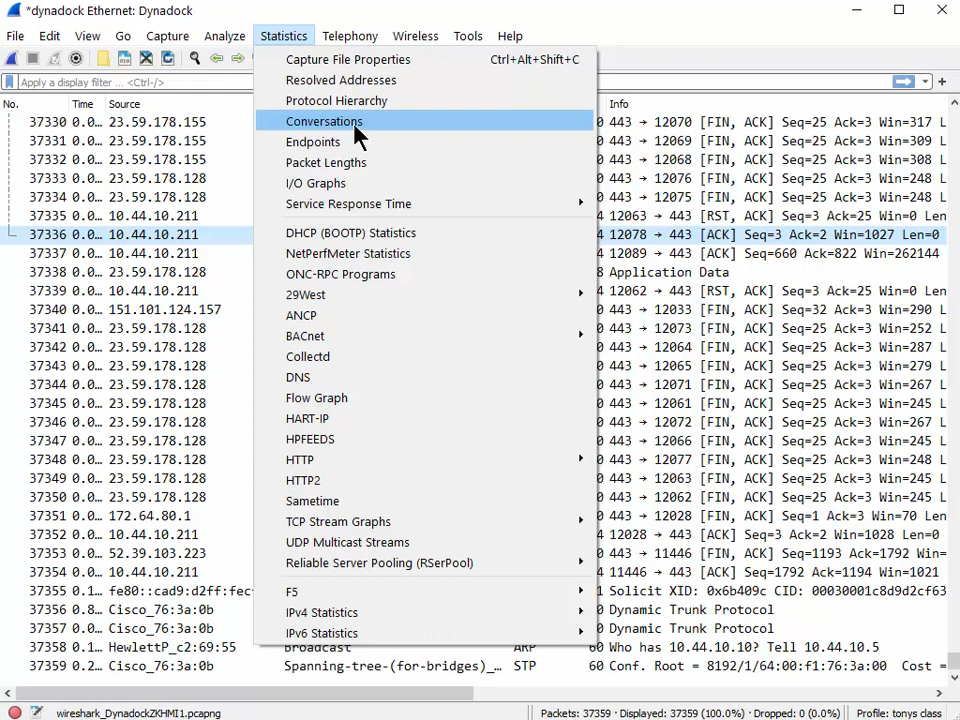 *dynadock Ethernet: Dynadock
File Edit View Go Capture Analyze Statistics Telephony Wireless Tools Help
Apply a display filter ... <Ctrl-/>
No. Time Source Info
Capture File Properties Ctrl+Alt+Shift+C
Resolved Addresses
Protocol Hierarchy
Conversations
Endpoints
Packet Lengths
I/O Graphs
Service Response Time
DHCP (BOOTP) Statistics
NetPerfMeter Statistics
ONC-RPC Programs
29West
ANCP
BACnet
Collectd
DNS
Flow Graph
HART-IP
HPFEEDS
HTTP
HTTP2
Sametime
TCP Stream Graphs
UDP Multicast Streams
Reliable Server Pooling (RSerPool)
F5
IPv4 Statistics
IPv6 Statistics
37330 0.0… 23.59.178.155 0 443 → 12070 [FIN, ACK] Seq=25 Ack=3 Win=317 L
37331 0.0… 23.59.178.155 0 443 → 12069 [FIN, ACK] Seq=25 Ack=3 Win=309 L
37332 0.0… 23.59.178.155 0 443 → 12068 [FIN, ACK] Seq=25 Ack=3 Win=308 L
37333 0.0… 23.59.178.128 0 443 → 12076 [FIN, ACK] Seq=25 Ack=3 Win=248 L
37334 0.0… 23.59.178.128 0 443 → 12075 [FIN, ACK] Seq=25 Ack=3 Win=248 L
37335 0.0… 10.44.10.211 4 12063 → 443 [RST, ACK] Seq=3 Ack=25 Win=0 Len
37336 0.0… 10.44.10.211 4 12078 → 443 [ACK] Seq=3 Ack=2 Win=1027 Len=0
37337 0.0… 10.44.10.211 4 12089 → 443 [ACK] Seq=660 Ack=822 Win=262144
37338 0.0… 23.59.178.128 8 Application Data
37339 0.0… 10.44.10.211 4 12062 → 443 [RST, ACK] Seq=3 Ack=25 Win=0 Len
37340 0.0… 151.101.124.157 0 443 → 12033 [FIN, ACK] Seq=32 Ack=3 Win=290 L
37341 0.0… 23.59.178.128 0 443 → 12073 [FIN, ACK] Seq=25 Ack=3 Win=252 L
37342 0.0… 23.59.178.128 0 443 → 12064 [FIN, ACK] Seq=25 Ack=3 Win=287 L
37343 0.0… 23.59.178.128 0 443 → 12065 [FIN, ACK] Seq=25 Ack=3 Win=279 L
37344 0.0… 23.59.178.128 0 443 → 12071 [FIN, ACK] Seq=25 Ack=3 Win=267 L
37345 0.0… 23.59.178.128 0 443 → 12061 [FIN, ACK] Seq=25 Ack=3 Win=245 L
37346 0.0… 23.59.178.128 0 443 → 12072 [FIN, ACK] Seq=25 Ack=3 Win=267 L
37347 0.0… 23.59.178.128 0 443 → 12066 [FIN, ACK] Seq=25 Ack=3 Win=245 L
37348 0.0… 23.59.178.128 0 443 → 12077 [FIN, ACK] Seq=25 Ack=3 Win=248 L
37349 0.0… 23.59.178.128 0 443 → 12063 [FIN, ACK] Seq=25 Ack=3 Win=245 L
37350 0.0… 23.59.178.128 0 443 → 12062 [FIN, ACK] Seq=25 Ack=3 Win=245 L
37351 0.0… 172.64.80.1 0 443 → 12028 [FIN, ACK] Seq=1 Ack=3 Win=70 Len
37352 0.0… 10.44.10.211 4 12028 → 443 [ACK] Seq=3 Ack=2 Win=1028 Len=0
37353 0.0… 52.39.103.223 0 443 → 11446 [FIN, ACK] Seq=1193 Ack=1792 Win=
37354 0.0… 10.44.10.211 4 11446 → 443 [ACK] Seq=1792 Ack=1194 Win=1021
37355 0.1… fe80::cad9:d2ff:fec… Solicit XID: 0x6b409c CID: 00030001c8d9d2cf63
37356 0.8… Cisco_76:3a:0b 0 Dynamic Trunk Protocol
37357 0.0… Cisco_76:3a:0b 0 Dynamic Trunk Protocol
37358 0.1… HewlettP_c2:69:55 Broadcast ARP 60 Who has 10.44.10.10? Tell 10.44.10.5
37359 0.2… Cisco_76:3a:0b Spanning-tree-(for-bridges)_… STP 60 Conf. Root = 8192/1/64:00:f1:76:3a:00 Cost =
wireshark_DynadockZKHMI1.pcapng Packets: 37359 · Displayed: 37359 (100.0%) · Dropped: 0 (0.0%) Profile: tonys class